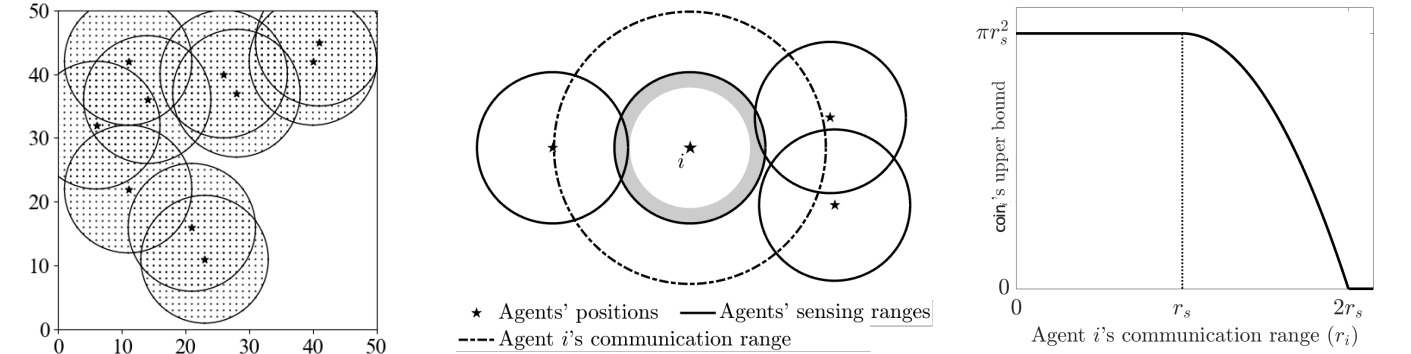 50
40
30
20
10
0
0 10 20 30 40 50
i
Agents' positions
Agents' sensing ranges
Agent i's communication range
πr_s^2
0
coin_i's upper bound
0 r_s 2r_s
Agent i's communication range (r_i)